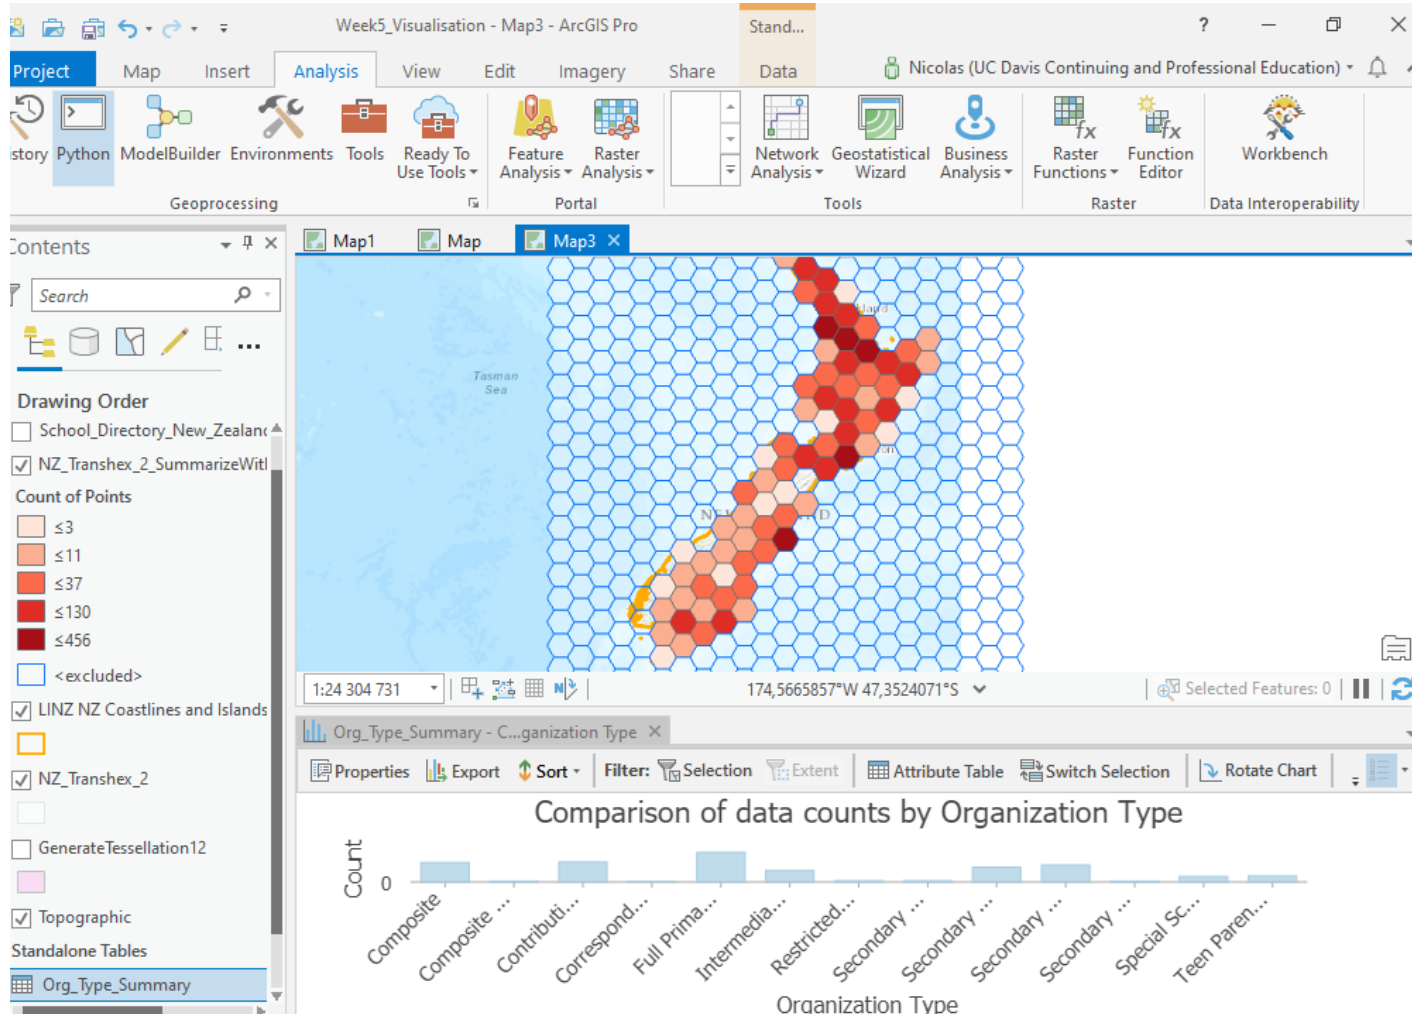 Week5_Visualisation - Map3 - ArcGIS Pro
Stand...
?
Project Map Insert Analysis View Edit Imagery Share Data
Nicolas (UC Davis Continuing and Professional Education)
story Python ModelBuilder Environments Tools Ready To Use Tools
Feature Analysis Raster Analysis
Network Analysis Geostatistical Wizard Business Analysis
Raster Functions Function Editor
Workbench
Geoprocessing Portal Tools Raster Data Interoperability
Contents
Search
Drawing Order
School_Directory_New_Zealand
NZ_Transhex_2_SummarizeWitl
Count of Points
≤3
≤11
≤37
≤130
≤456
<excluded>
LINZ NZ Coastlines and Islands
NZ_Transhex_2
GenerateTessellation12
Topographic
Standalone Tables
Org_Type_Summary
Map1 Map Map3
Tasman
Sea
1:24 304 731
174,5665857°W 47,3524071°S
Selected Features: 0
Org_Type_Summary - C...ganization Type
Properties Export Sort Filter: Selection Extent Attribute Table Switch Selection Rotate Chart
Comparison of data counts by Organization Type
Count
0
Composite
Composite ...
Contributi...
Correspond...
Full Prima...
Intermedia...
Restricted...
Secondary ...
Secondary ...
Secondary ...
Secondary ...
Special Sc...
Teen Paren...
Organization Type